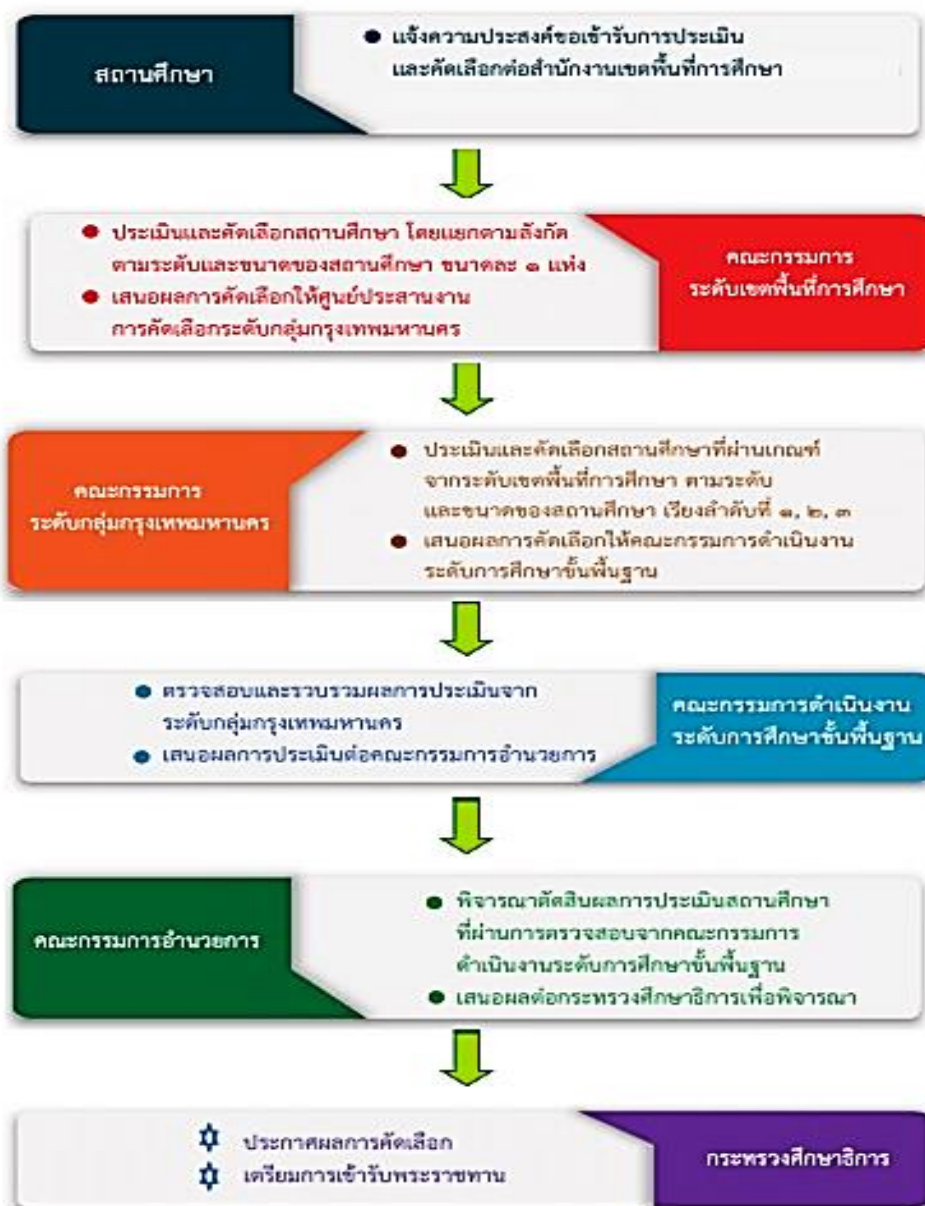 สถานศึกษา
แจ้งความประสงค์ขอเข้ารับการประเมิน
และคัดเลือกต่อสำนักงานเขตพื้นที่การศึกษา
ประเมินและคัดเลือกสถานศึกษา โดยแยกตามสังกัด
ตามระดับและขนาดของสถานศึกษา ขนาดละ ๑ แห่ง
เสนอผลการคัดเลือกให้ศูนย์ประสานงาน
การคัดเลือกระดับกลุ่มกรุงเทพมหานคร
คณะกรรมการ
ระดับเขตพื้นที่การศึกษา
คณะกรรมการ
ระดับกลุ่มกรุงเทพมหานคร
ประเมินและคัดเลือกสถานศึกษาที่ผ่านเกณฑ์
จากระดับเขตพื้นที่การศึกษา ตามระดับ
และขนาดของสถานศึกษา เรียงลำดับที่ ๑, ๒, ๓
เสนอผลการคัดเลือกให้คณะกรรมการดำเนินงาน
ระดับการศึกษาขั้นพื้นฐาน
ตรวจสอบและรวบรวมผลการประเมินจาก
ระดับกลุ่มกรุงเทพมหานคร
เสนอผลการประเมินต่อคณะกรรมการอำนวยการ
คณะกรรมการดำเนินงาน
ระดับการศึกษาขั้นพื้นฐาน
คณะกรรมการอำนวยการ
พิจารณาตัดสินผลการประเมินสถานศึกษา
ที่ผ่านการตรวจสอบจากคณะกรรมการ
ดำเนินงานระดับการศึกษาขั้นพื้นฐาน
เสนอผลต่อกระทรวงศึกษาธิการเพื่อพิจารณา
ประกาศผลการคัดเลือก
เตรียมการเข้ารับพระราชทาน
กระทรวงศึกษาธิการ